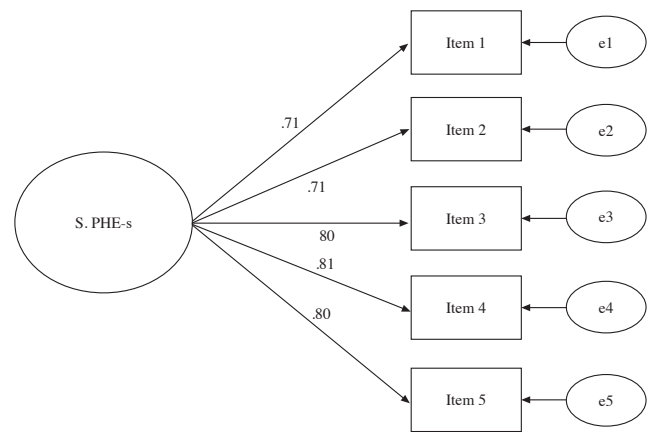 Item 1
e1
.71
Item 2
e2
.71
S. PHE-s
Item 3
e3
80
.81
Item 4
e4
.80
Item 5
e5